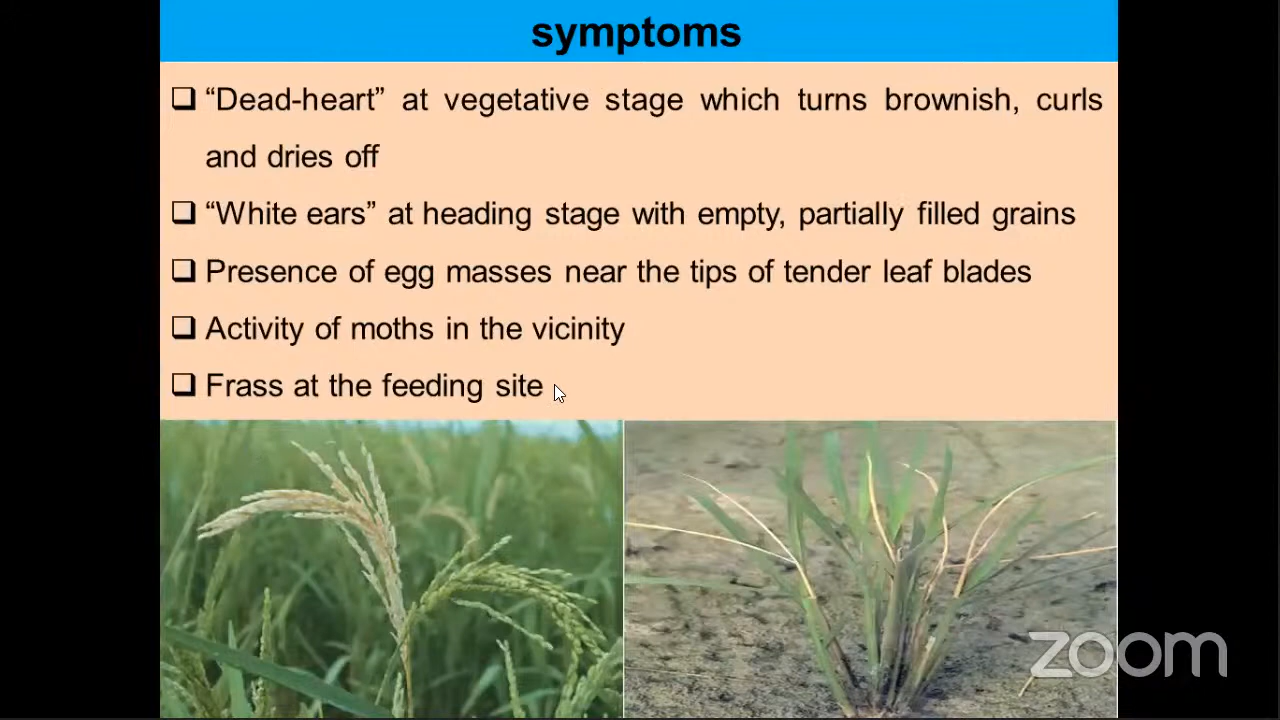 symptoms
❑ “Dead-heart” at vegetative stage which turns brownish, curls
and dries off
❑ “White ears” at heading stage with empty, partially filled grains
❑ Presence of egg masses near the tips of tender leaf blades
❑ Activity of moths in the vicinity
❑ Frass at the feeding site
zoom